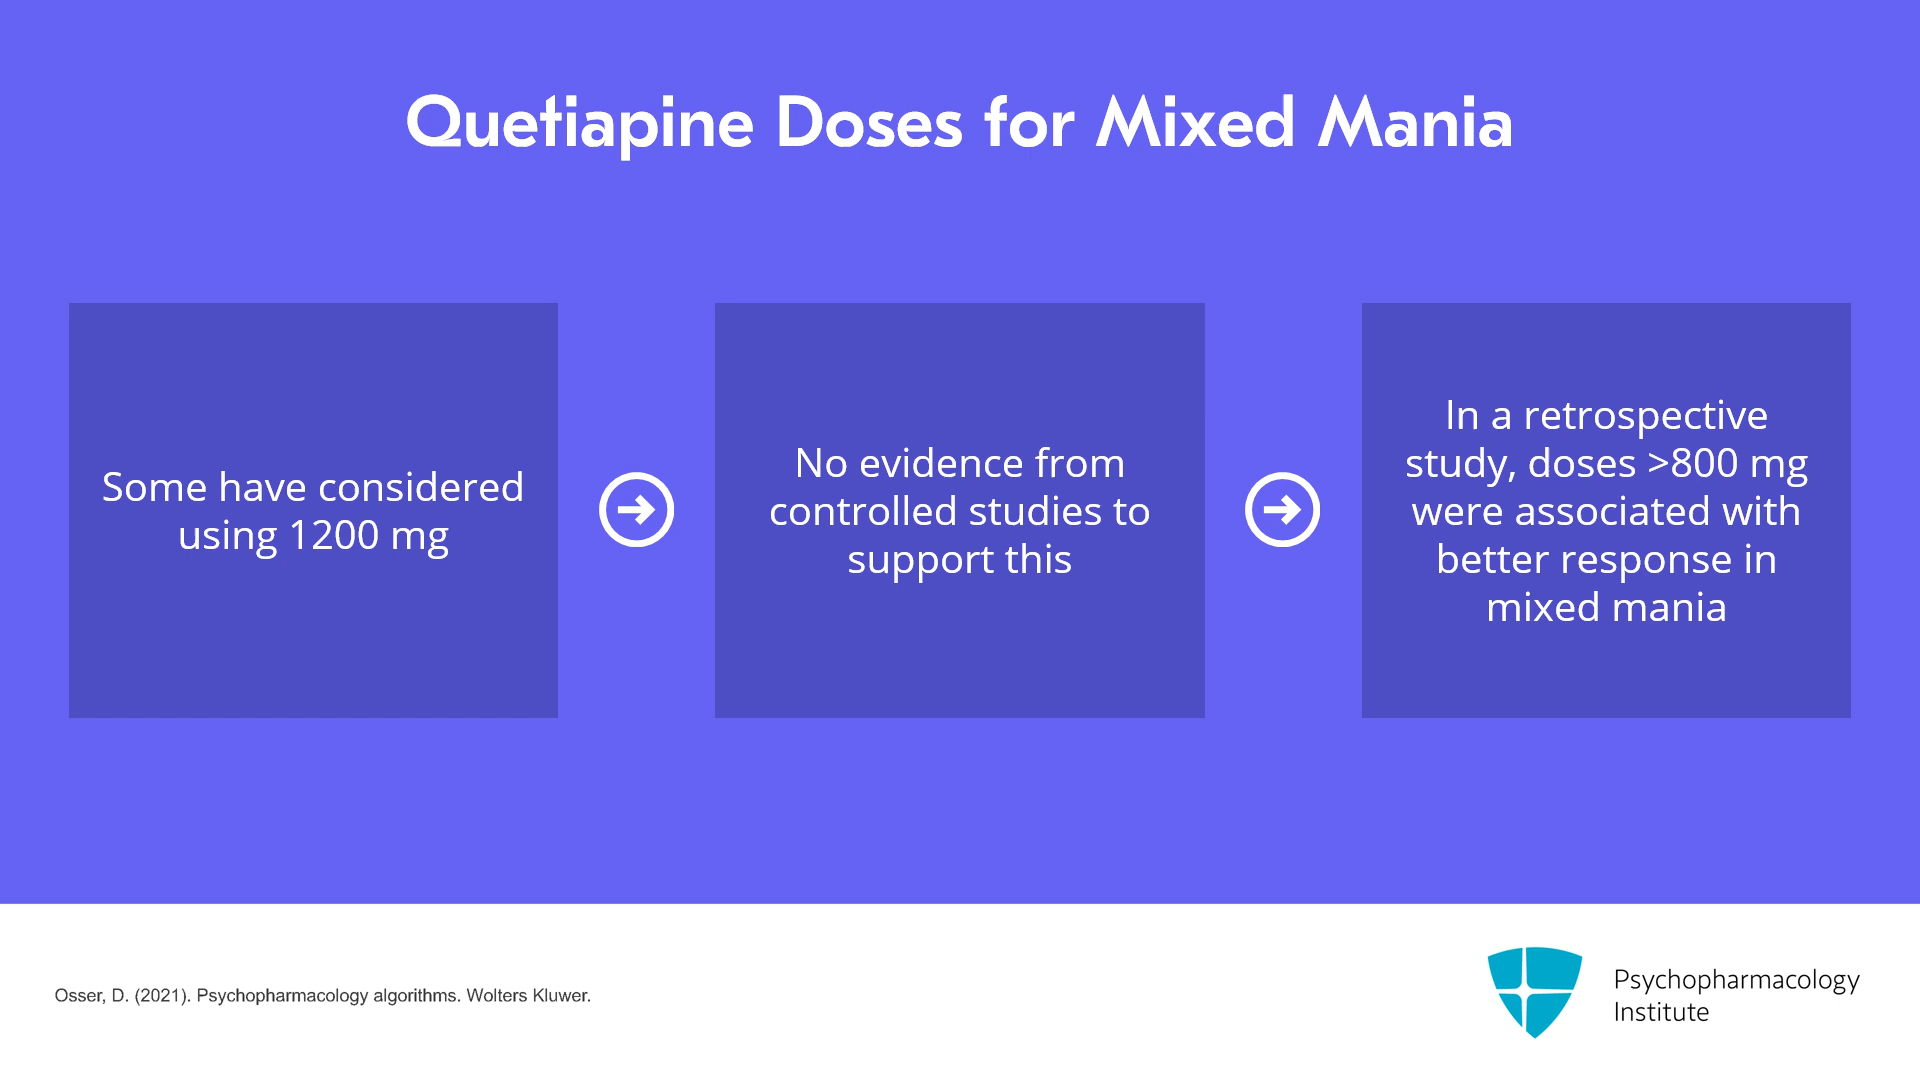 Quetiapine Doses for Mixed Mania
Some have considered
using 1200 mg
No evidence from
controlled studies to
support this
In a retrospective
study, doses >800 mg
were associated with
better response in
mixed mania
Osser, D. (2021). Psychopharmacology algorithms. Wolters Kluwer.
Psychopharmacology
Institute